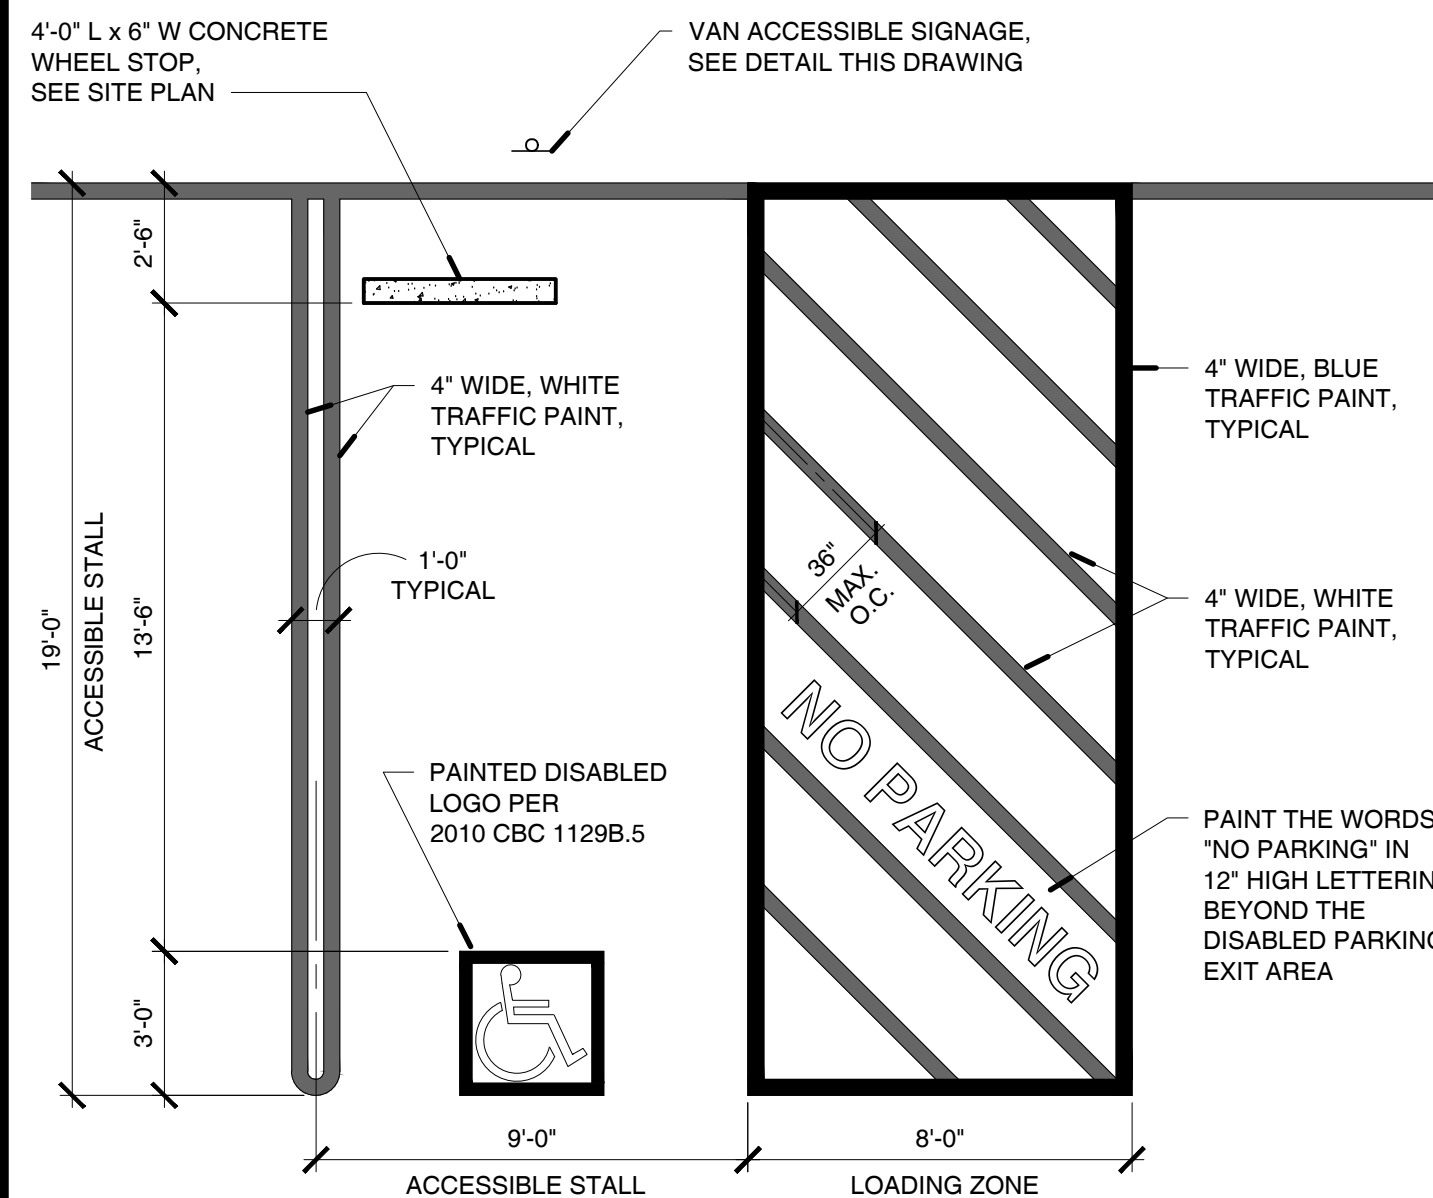 4'-0" L x 6" W CONCRETE
WHEEL STOP,
SEE SITE PLAN
VAN ACCESSIBLE SIGNAGE,
SEE DETAIL THIS DRAWING
2'-6"
4" WIDE, WHITE
TRAFFIC PAINT,
TYPICAL
4" WIDE, BLUE
TRAFFIC PAINT,
TYPICAL
19'-0"
ACCESSIBLE STALL
13'-6"
1'-0"
TYPICAL
36"
MAX.
O.C.
4" WIDE, WHITE
TRAFFIC PAINT,
TYPICAL
NO PARKING
PAINTED DISABLED
LOGO PER
2010 CBC 1129B.5
PAINT THE WORDS
"NO PARKING" IN
12" HIGH LETTERIN
BEYOND THE
DISABLED PARKING
EXIT AREA
3'-0"
9'-0"
ACCESSIBLE STALL
8'-0"
LOADING ZONE